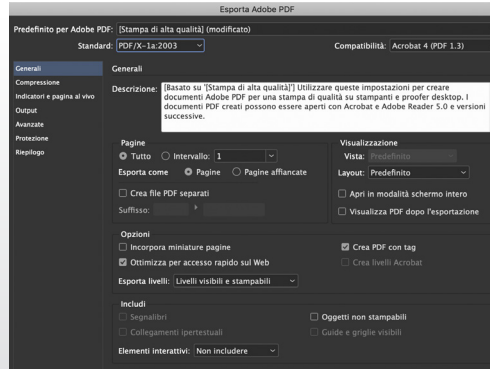 Esporta Adobe PDF
Predefinito per Adobe PDF: [Stampa di alta qualità] (modificato)
Standard: PDF/X-1a:2003
Compatibilità: Acrobat 4 (PDF 1.3)
Generali
Compressione
Indicatori e pagina al vivo
Output
Avanzate
Protezione
Riepilogo
Generali
Descrizione: [Basato su '[Stampa di alta qualità]'] Utilizzare queste impostazioni per creare
documenti Adobe PDF per una stampa di qualità su stampanti e proofer desktop. I
documenti PDF creati possono essere aperti con Acrobat e Adobe Reader 5.0 e versioni
successive.
Pagine
Tutto Intervallo: 1
Esporta come Pagine Pagine affiancate
Crea file PDF separati
Suffisso:
Visualizzazione
Vista: Predefinito
Layout: Predefinito
Apri in modalità schermo intero
Visualizza PDF dopo l'esportazione
Opzioni
Incorpora miniature pagine
Crea PDF con tag
Ottimizza per accesso rapido sul Web
Crea livelli Acrobat
Esporta livelli: Livelli visibili e stampabili
Includi
Segnalibri
Oggetti non stampabili
Collegamenti ipertestuali
Guide e griglie visibili
Elementi interattivi: Non includere